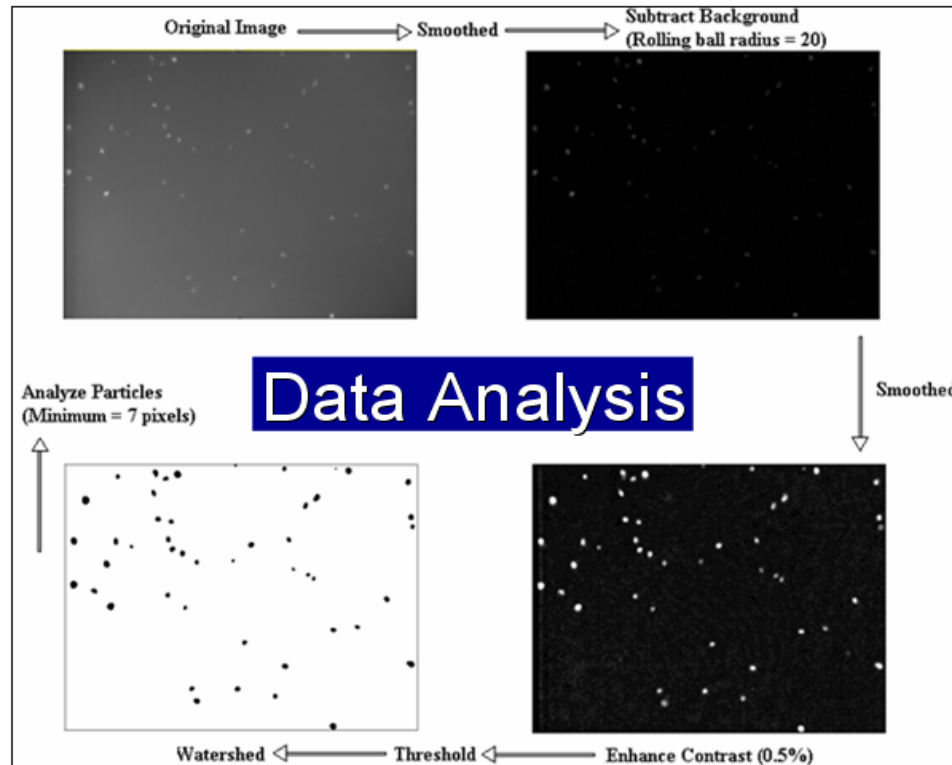 Original Image
Smoothed
Subtract Background
(Rolling ball radius = 20)
Smoothed
Data Analysis
Analyze Particles
(Minimum = 7 pixels)
Enhance Contrast (0.5%)
Threshold
Watershed